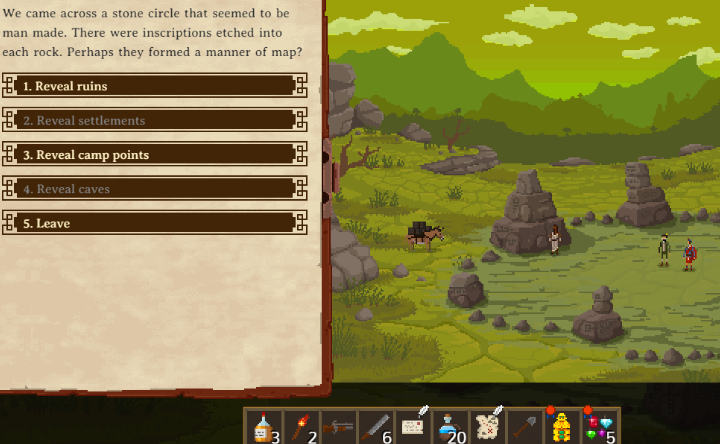 We came across a stone circle that seemed to be
man made. There were inscriptions etched into
each rock. Perhaps they formed a manner of map?
1. Reveal ruins
2. Reveal settlements
3. Reveal camp points
4. Reveal caves
5. Leave
3 2 6 20 5